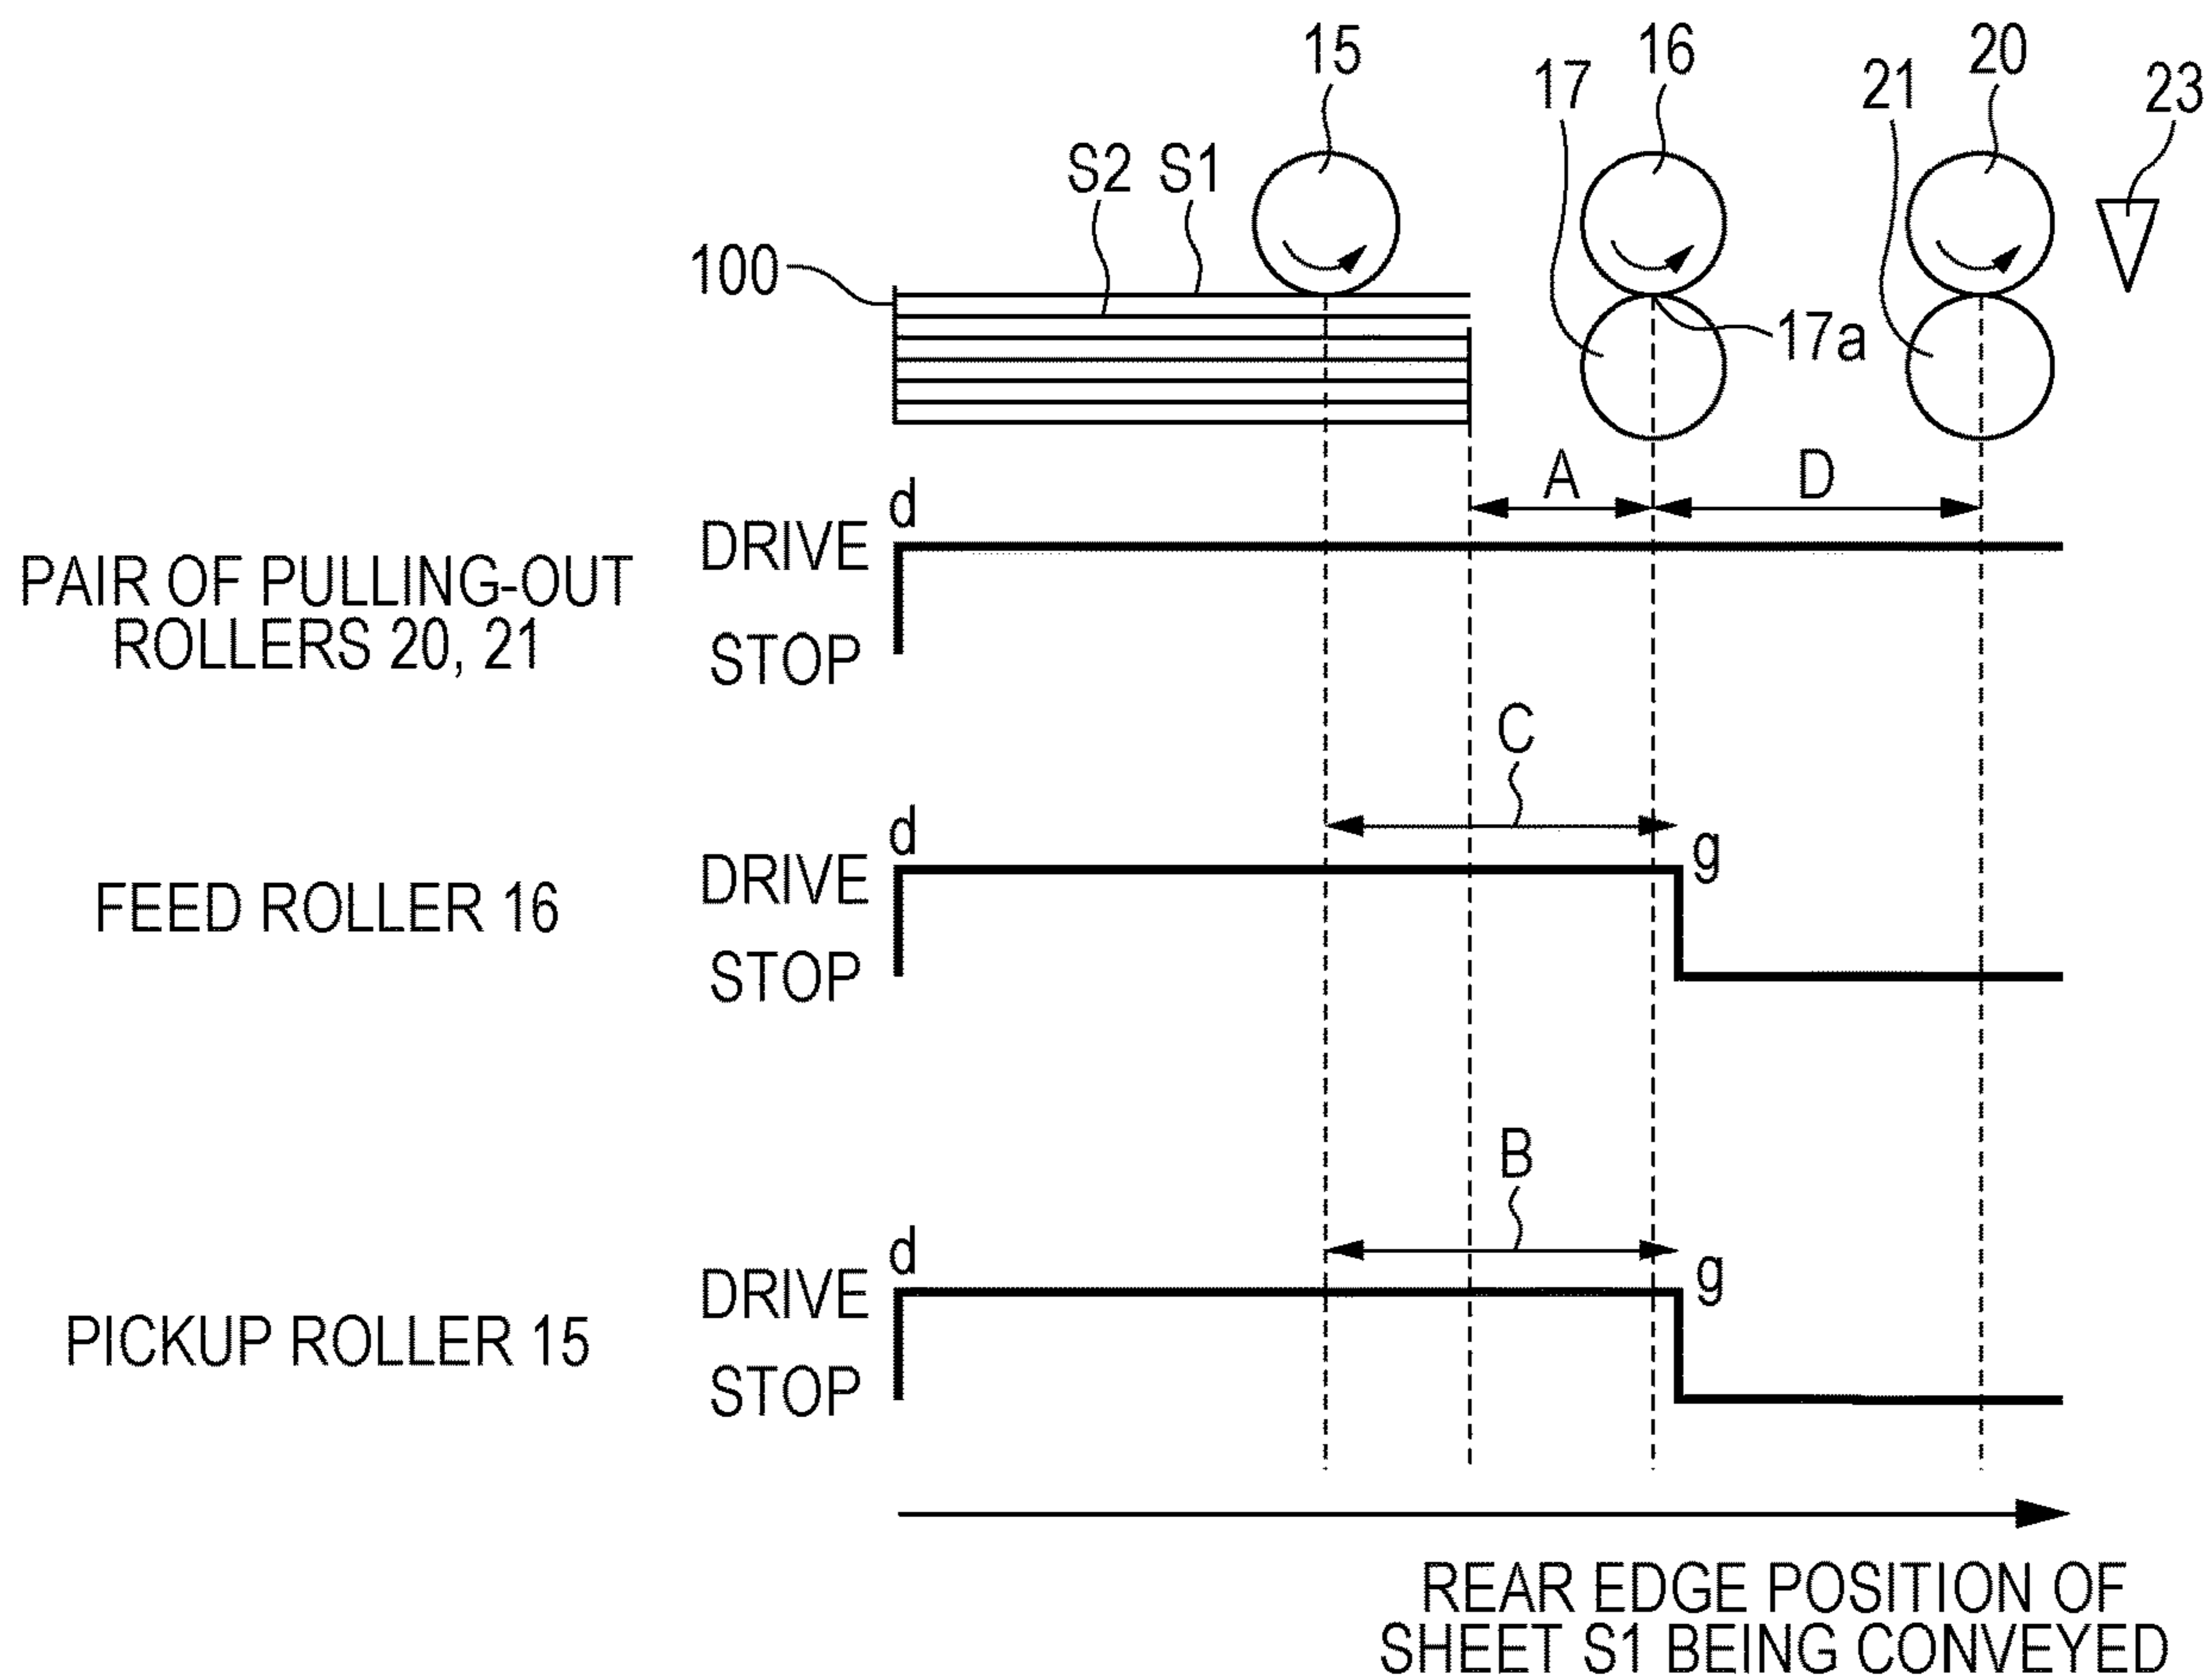 15
16
20
17
21
23
S2
S1
100
17a
A
D
d
DRIVE
PAIR OF PULLING-OUT
ROLLERS 20, 21
STOP
C
d
g
DRIVE
FEED ROLLER 16
STOP
B
d
g
DRIVE
PICKUP ROLLER 15
STOP
REAR EDGE POSITION OF
SHEET S1 BEING CONVEYED